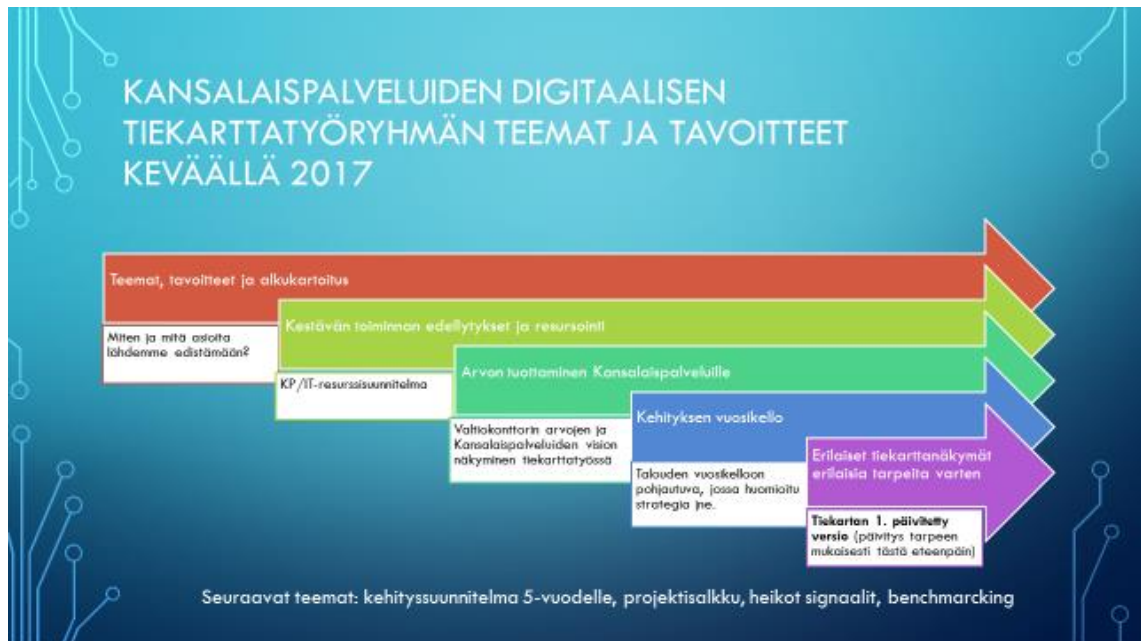 KANSALAISPALVELUIDEN DIGITAALISEN
TIEKARTTATYÖRYHMÄN TEEMAT JA TAVOITTEET
KEVÄÄLLÄ 2017
Teemat, tavoitteet ja alkukartoitus
Miten ja mitä asioita
lähdemme edistämään?
Kestävän toiminnan edellytykset ja resursointi
KP/IT-resurssisuunnitelma
Arvon tuottaminen Kansalaispalveluille
Valtiokonttorin arvojen ja
Kansalaispalveluiden vision
näkyminen tiekarttatyössä
Kehityksen vuosikello
Talouden vuosikelloon
pohjautuva, jossa huomioitu
strategia jne.
Erilaiset tiekarttanäkymät
erilaisia tarpeita varten
Tiekartan 1. päivitetty
versio (päivitys tarpeen
mukaisesti tästä eteenpäin)
Seuraavat teemat: kehityssuunnitelma 5-vuodelle, projektisalkku, heikot signaalit, benchmarcking